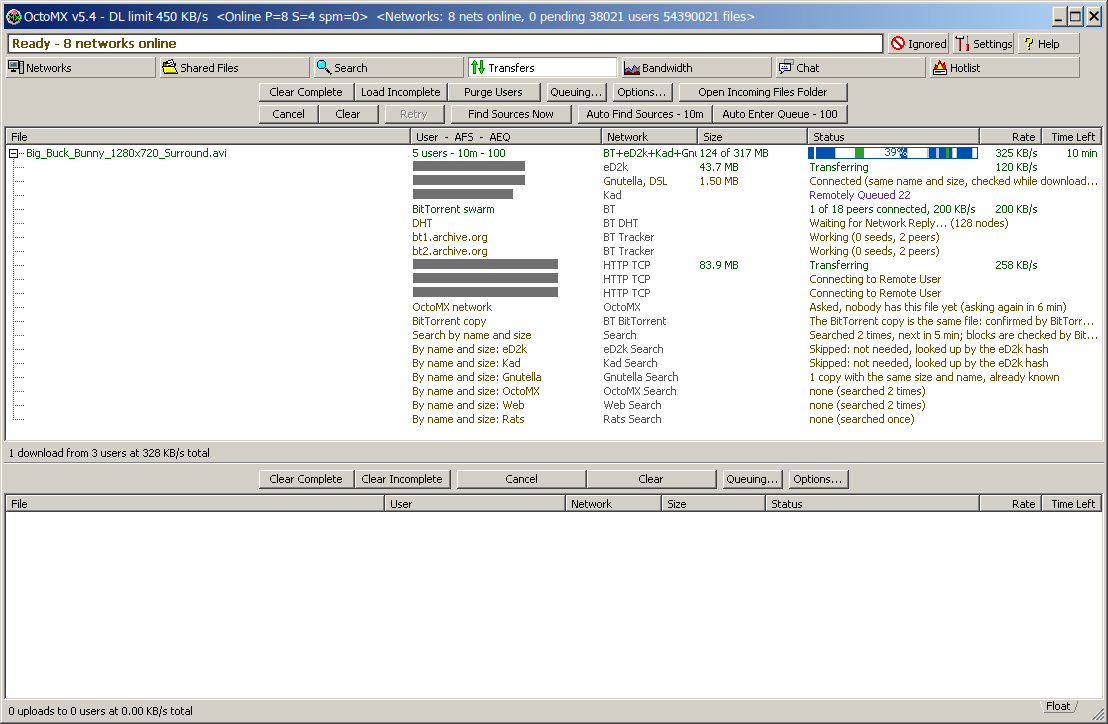 OctoMX v5.4 - DL limit 450 KB/s <Online P=8 S=4 spm=0> <Networks: 8 nets online, 0 pending 38021 users 54390021 files>
Ready - 8 networks online Ignored Settings ? Help
Networks Shared Files Search Transfers Bandwidth Chat Hotlist
Clear Complete Load Incomplete Purge Users Queuing... Options... Open Incoming Files Folder
Cancel Clear Retry Find Sources Now Auto Find Sources - 10m Auto Enter Queue - 100
File User - AFS - AEQ Network Size Status Rate Time Left
Big_Buck_Bunny_1280x720_Surround.avi 5 users - 10m - 100 BT+eD2k+Kad+Gnu 124 of 317 MB 39% 325 KB/s 10 min
eD2k 43.7 MB Transferring 120 KB/s
Gnutella, DSL 1.50 MB Connected (same name and size, checked while download...
Kad Remotely Queued 22
BitTorrent swarm BT 1 of 18 peers connected, 200 KB/s 200 KB/s
DHT BT DHT Waiting for Network Reply... (128 nodes)
bt1.archive.org BT Tracker Working (0 seeds, 2 peers)
bt2.archive.org BT Tracker Working (0 seeds, 2 peers)
HTTP TCP 83.9 MB Transferring 258 KB/s
HTTP TCP Connecting to Remote User
HTTP TCP Connecting to Remote User
OctoMX network OctoMX Asked, nobody has this file yet (asking again in 6 min)
BitTorrent copy BT BitTorrent The BitTorrent copy is the same file: confirmed by BitTorr...
Search by name and size Search Searched 2 times, next in 5 min; blocks are checked by Bit...
By name and size: eD2k eD2k Search Skipped: not needed, looked up by the eD2k hash
By name and size: Kad Kad Search Skipped: not needed, looked up by the eD2k hash
By name and size: Gnutella Gnutella Search 1 copy with the same size and name, already known
By name and size: OctoMX OctoMX Search none (searched 2 times)
By name and size: Web Web Search none (searched 2 times)
By name and size: Rats Rats Search none (searched once)
1 download from 3 users at 328 KB/s total
Clear Complete Clear Incomplete Cancel Clear Queuing... Options...
File User Network Size Status Rate Time Left
0 uploads to 0 users at 0.00 KB/s total Float